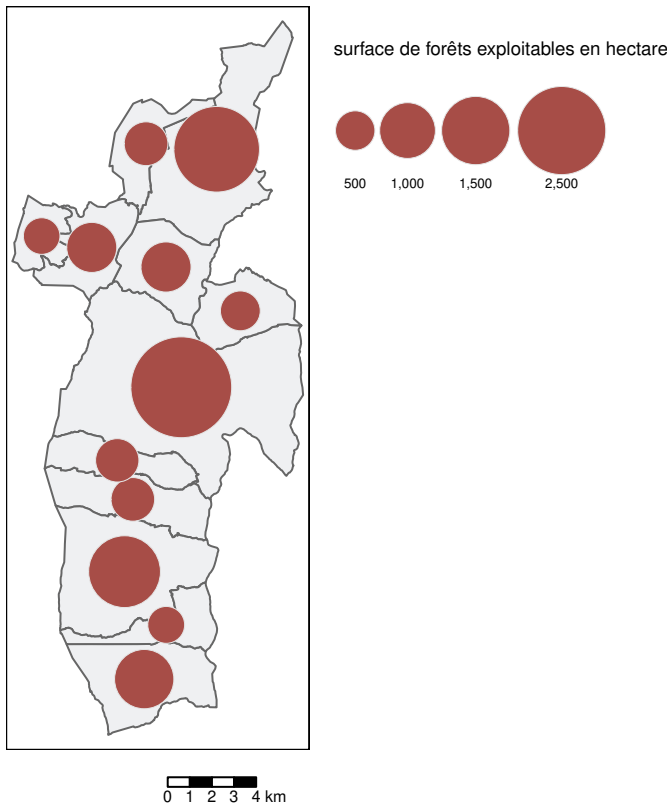 surface de forêts exploitables en hectare
500 1,000 1,500 2,500
0 1 2 3 4 km